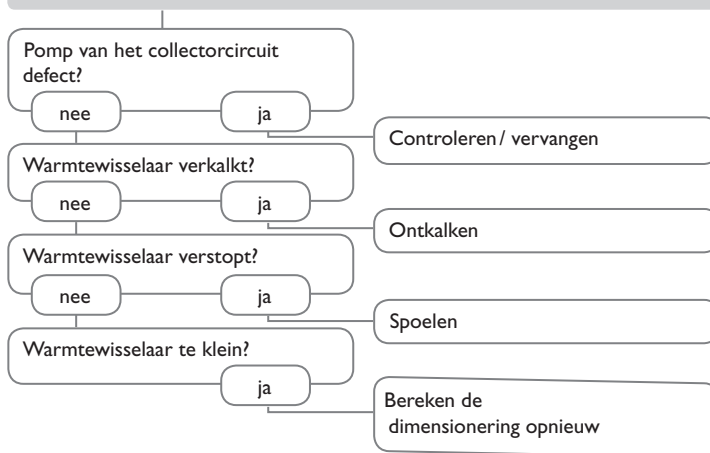 Pomp van het collectorcircuit
defect?
nee
ja
Controleren / vervangen
Warmtewisselaar verkalkt?
nee
ja
Ontkalken
Warmtewisselaar verstopt?
nee
ja
Spoelen
Warmtewisselaar te klein?
ja
Bereken de
dimensionering opnieuw